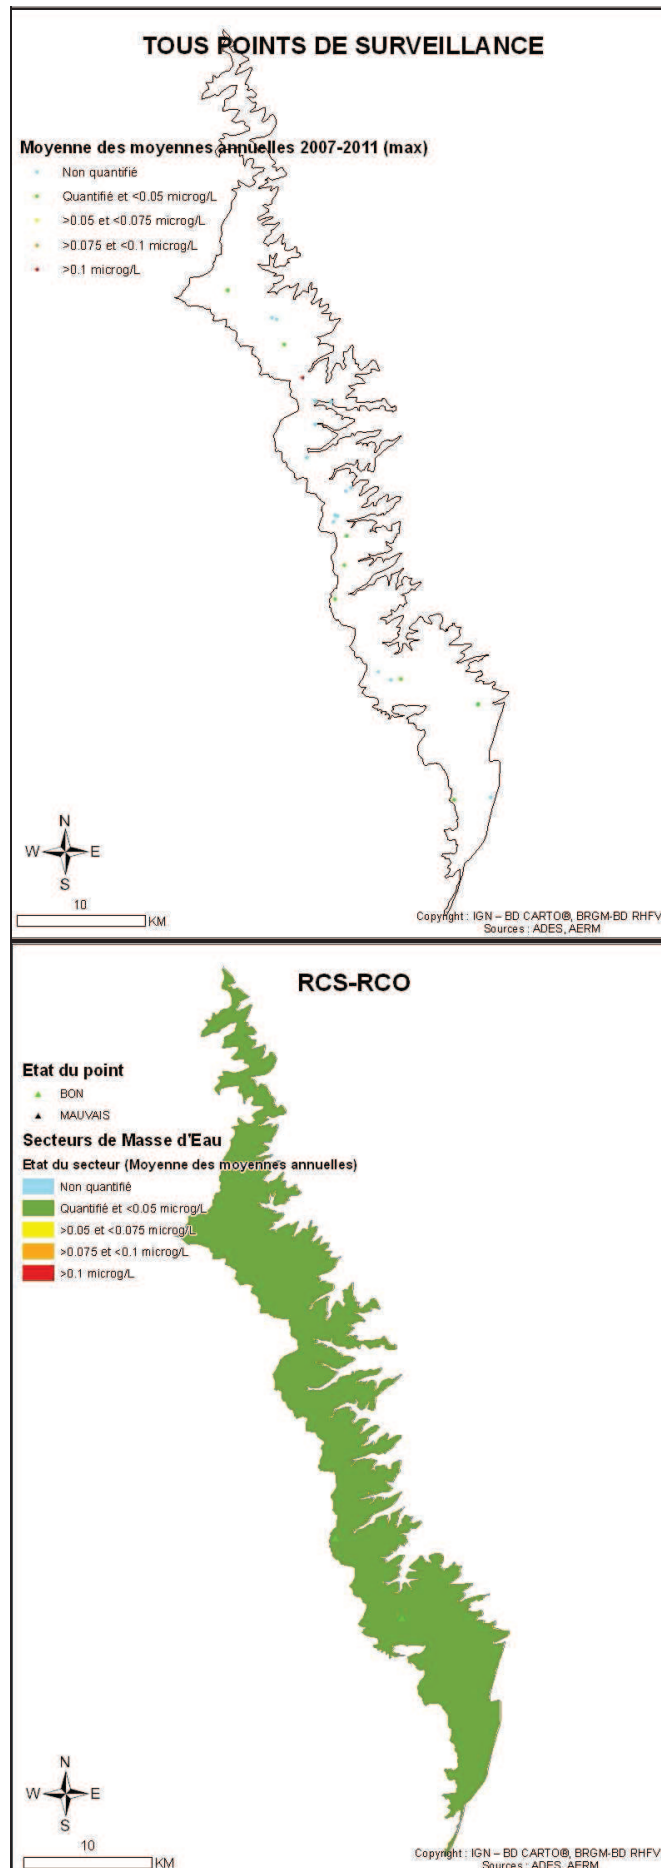 TOUS POINTS DE SURVEILLANCE
Moyenne des moyennes annuelles 2007-2011 (max)
Non quantifié
Quantifié et <0.05 microg/L
>0.05 et <0.075 microg/L
>0.075 et <0.1 microg/L
>0.1 microg/L
N
W E
S
10
KM
Copyright : IGN – BD CARTO®, BRGM-BD RHFV
Sources : ADES, AERM
RCS-RCO
Etat du point
BON
MAUVAIS
Secteurs de Masse d'Eau
Etat du secteur (Moyenne des moyennes annuelles)
Non quantifié
Quantifié et <0.05 microg/L
>0.05 et <0.075 microg/L
>0.075 et <0.1 microg/L
>0.1 microg/L
N
W E
S
10
KM
Copyright : IGN – BD CARTO®, BRGM-BD RHFV
Sources : ADES, AERM